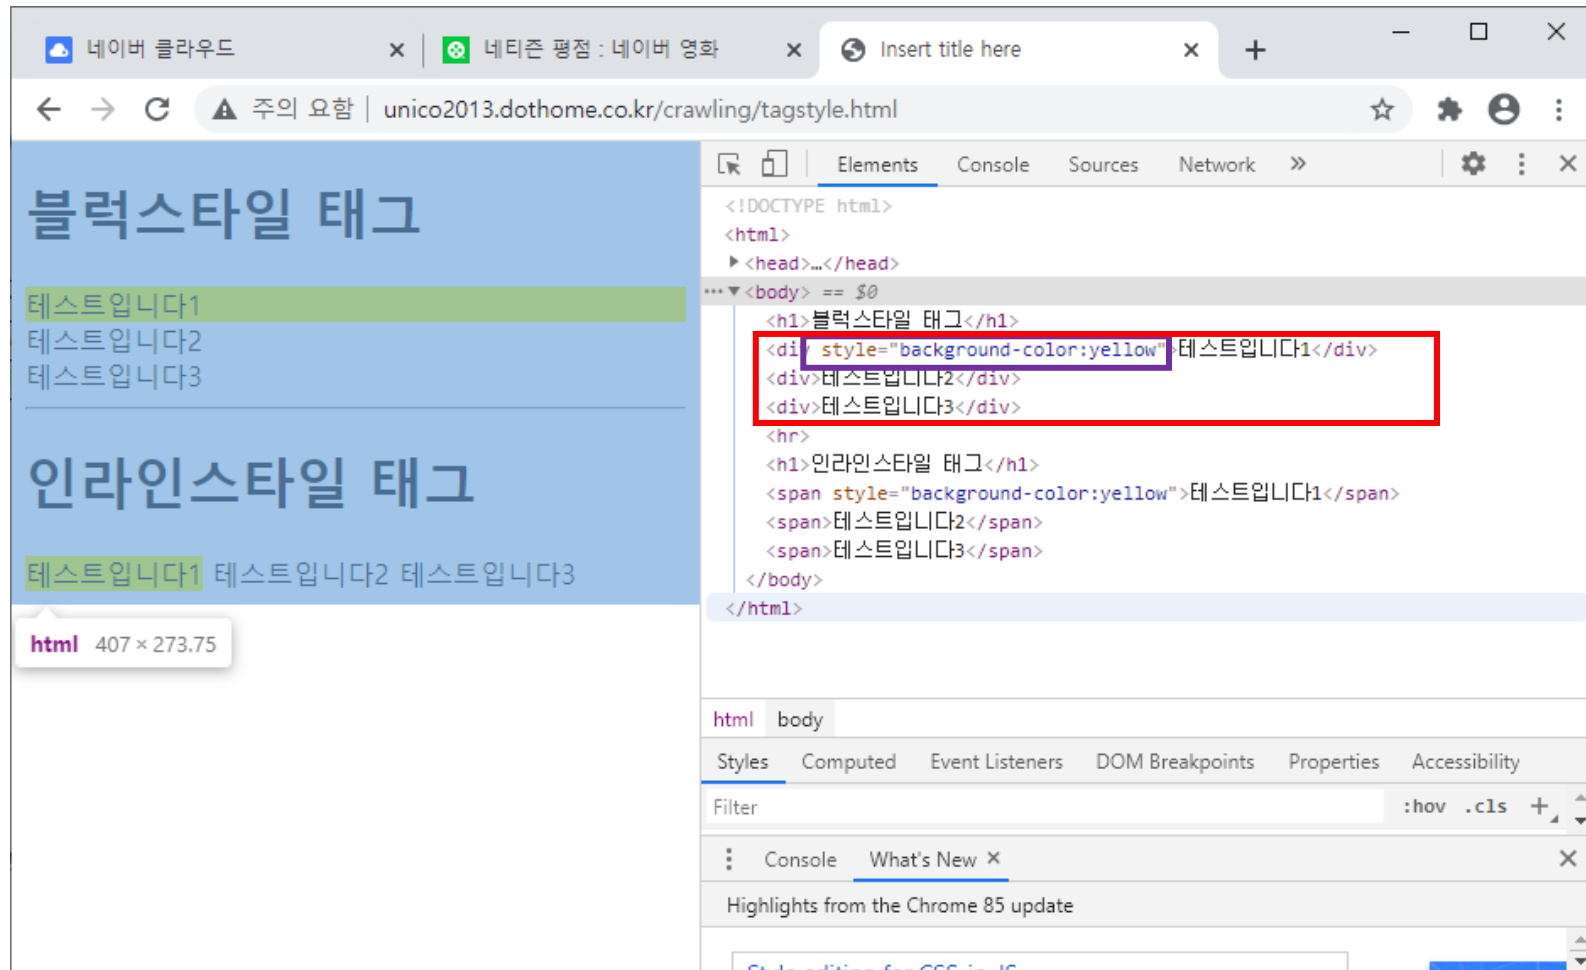 네이버 클라우드
네티즌 평점 : 네이버 영화
Insert title here
주의 요함 | unico2013.dothome.co.kr/crawling/tagstyle.html
블럭스타일 태그
테스트입니다1
테스트입니다2
테스트입니다3
인라인스타일 태그
테스트입니다1 테스트입니다2 테스트입니다3
html 407 × 273.75
Elements Console Sources Network »
<!DOCTYPE html>
<html>
<head>…</head>
<body> == $0
<h1>블럭스타일 태그</h1>
<div style="background-color:yellow">테스트입니다1</div>
<div>테스트입니다2</div>
<div>테스트입니다3</div>
<hr>
<h1>인라인스타일 태그</h1>
<span style="background-color:yellow">테스트입니다1</span>
<span>테스트입니다2</span>
<span>테스트입니다3</span>
</body>
</html>
html body
Styles Computed Event Listeners DOM Breakpoints Properties Accessibility
Filter :hov .cls +
Console What's New
Highlights from the Chrome 85 update
Style editing for CSS-in-JS